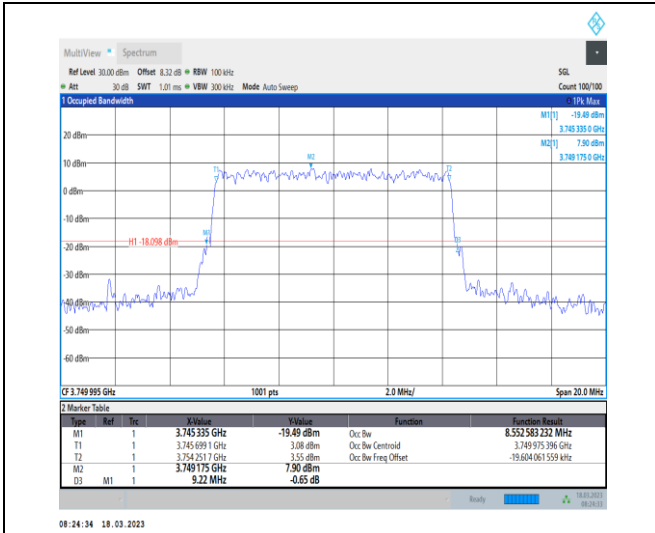 MultiView Spectrum
Ref Level 30.00 dBm Offset 8.32 dB RBW 100 kHz SGL
Att 30 dB SWT 1.01 ms VBW 300 kHz Mode Auto Sweep Count 100/100
1 Occupied Bandwidth 1Pk Max
M1[1] -19.49 dBm
3.745 335 0 GHz
M2[1] 7.90 dBm
3.749 175 0 GHz
20 dBm
M2
10 dBm
T1 T2
0 dBm
-10 dBm
M1
H1 -18.098 dBm
D3
-20 dBm
-30 dBm
-40 dBm
-50 dBm
-60 dBm
CF 3.749 995 GHz 1001 pts 2.0 MHz/ Span 20.0 MHz
2 Marker Table
Type Ref Trc X-Value Y-Value Function Function Result
M1 1 3.745 335 GHz -19.49 dBm Occ Bw 8.552 583 232 MHz
T1 1 3.745 699 1 GHz 3.08 dBm Occ Bw Centroid 3.749 975 396 GHz
T2 1 3.754 251 7 GHz 3.55 dBm Occ Bw Freq Offset -19.604 061 559 kHz
M2 1 3.749 175 GHz 7.90 dBm
D3 M1 1 9.22 MHz -0.65 dB
Ready 18.03.2023
08:24:33
08:24:34 18.03.2023